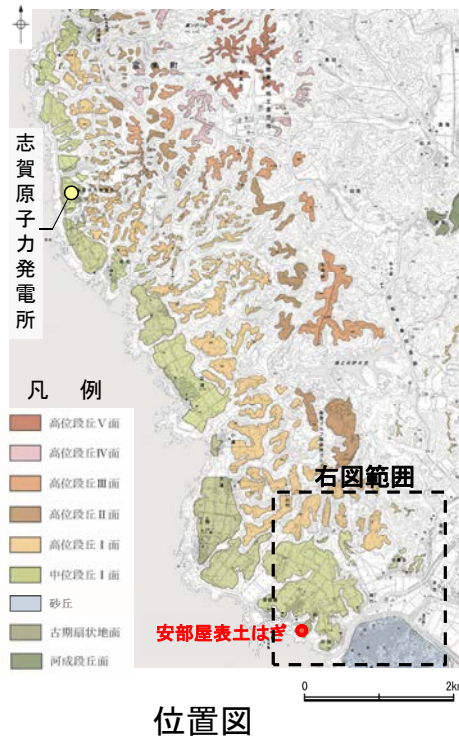 志賀原子力発電所
凡　例
高位段丘Ⅴ面
高位段丘Ⅳ面
高位段丘Ⅲ面
高位段丘Ⅱ面
高位段丘Ⅰ面
中位段丘Ⅰ面
砂丘
古期扇状地面
河成段丘面
右図範囲
安部屋表土はぎ
0
2km
位置図